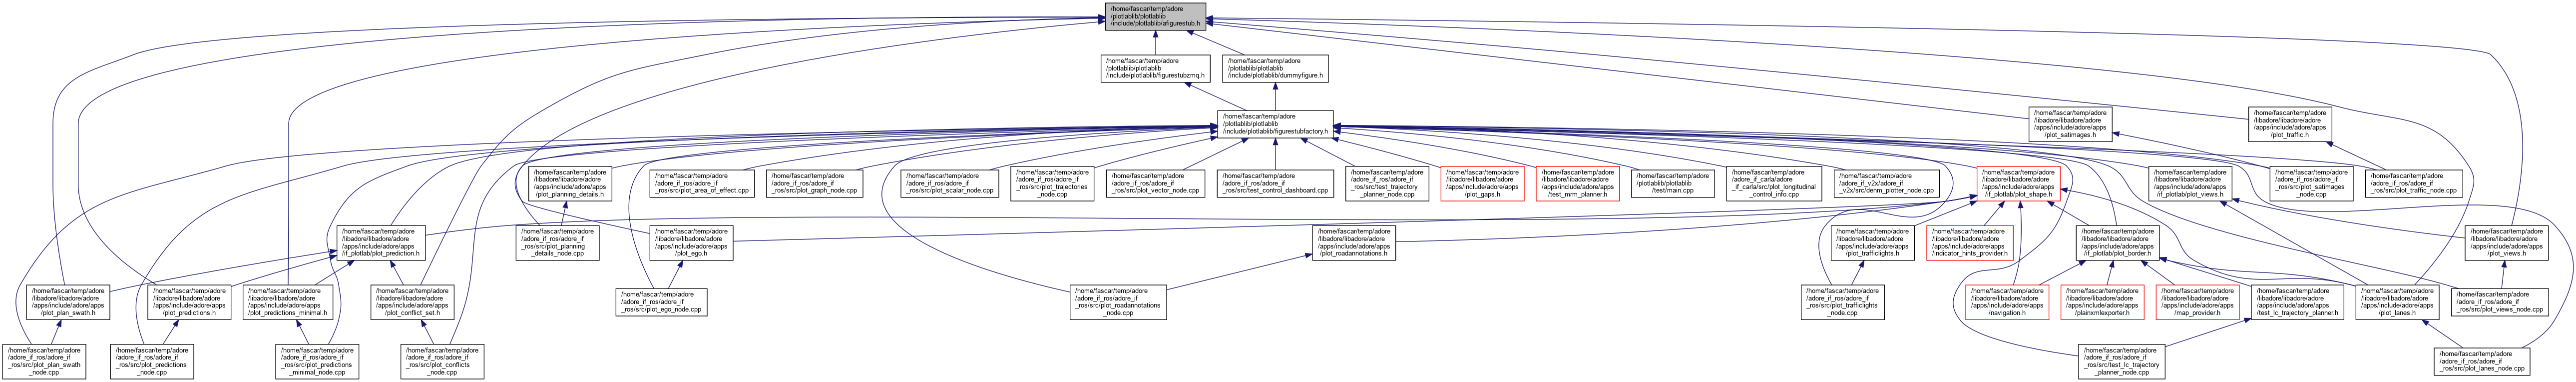 /home/fascar/temp/adore
/plotlablib/plotlablib
/include/plotlablib/afigurestub.h
/home/fascar/temp/adore
/plotlablib/plotlablib
/include/plotlablib/figurestubzmq.h
/home/fascar/temp/adore
/plotlablib/plotlablib
/include/plotlablib/dummyfigure.h
/home/fascar/temp/adore
/plotlablib/plotlablib
/include/plotlablib/figurestubfactory.h
/home/fascar/temp/adore
/libadore/libadore/adore
/apps/include/adore/apps
/plot_satimages.h
/home/fascar/temp/adore
/libadore/libadore/adore
/apps/include/adore/apps
/plot_traffic.h
/home/fascar/temp/adore
/libadore/libadore/adore
/apps/include/adore/apps
/plot_planning_details.h
/home/fascar/temp/adore
/adore_if_ros/adore_if
_ros/src/plot_area_of_effect.cpp
/home/fascar/temp/adore
/adore_if_ros/adore_if
_ros/src/plot_graph_node.cpp
/home/fascar/temp/adore
/adore_if_ros/adore_if
_ros/src/plot_scalar_node.cpp
/home/fascar/temp/adore
/adore_if_ros/adore_if
_ros/src/plot_trajectories
_node.cpp
/home/fascar/temp/adore
/adore_if_ros/adore_if
_ros/src/plot_vector_node.cpp
/home/fascar/temp/adore
/adore_if_ros/adore_if
_ros/src/test_control_dashboard.cpp
/home/fascar/temp/adore
/adore_if_ros/adore_if
_ros/src/test_trajectory
_planner_node.cpp
/home/fascar/temp/adore
/libadore/libadore/adore
/apps/include/adore/apps
/plot_gaps.h
/home/fascar/temp/adore
/libadore/libadore/adore
/apps/include/adore/apps
/test_mrm_planner.h
/home/fascar/temp/adore
/plotlablib/plotlablib
/test/main.cpp
/home/fascar/temp/adore
/adore_if_carla/adore
_if_carla/src/plot_longitudinal
_control_info.cpp
/home/fascar/temp/adore
/adore_if_v2x/adore_if
_v2x/src/denm_plotter_node.cpp
/home/fascar/temp/adore
/libadore/libadore/adore
/apps/include/adore/apps
/if_plotlab/plot_shape.h
/home/fascar/temp/adore
/libadore/libadore/adore
/apps/include/adore/apps
/if_plotlab/plot_views.h
/home/fascar/temp/adore
/adore_if_ros/adore_if
_ros/src/plot_satimages
_node.cpp
/home/fascar/temp/adore
/adore_if_ros/adore_if
_ros/src/plot_traffic_node.cpp
/home/fascar/temp/adore
/libadore/libadore/adore
/apps/include/adore/apps
/if_plotlab/plot_prediction.h
/home/fascar/temp/adore
/adore_if_ros/adore_if
_ros/src/plot_planning
_details_node.cpp
/home/fascar/temp/adore
/libadore/libadore/adore
/apps/include/adore/apps
/plot_ego.h
/home/fascar/temp/adore
/libadore/libadore/adore
/apps/include/adore/apps
/plot_roadannotations.h
/home/fascar/temp/adore
/libadore/libadore/adore
/apps/include/adore/apps
/plot_trafficlights.h
/home/fascar/temp/adore
/libadore/libadore/adore
/apps/include/adore/apps
/indicator_hints_provider.h
/home/fascar/temp/adore
/libadore/libadore/adore
/apps/include/adore/apps
/if_plotlab/plot_border.h
/home/fascar/temp/adore
/libadore/libadore/adore
/apps/include/adore/apps
/plot_views.h
/home/fascar/temp/adore
/libadore/libadore/adore
/apps/include/adore/apps
/plot_plan_swath.h
/home/fascar/temp/adore
/libadore/libadore/adore
/apps/include/adore/apps
/plot_predictions.h
/home/fascar/temp/adore
/libadore/libadore/adore
/apps/include/adore/apps
/plot_predictions_minimal.h
/home/fascar/temp/adore
/libadore/libadore/adore
/apps/include/adore/apps
/plot_conflict_set.h
/home/fascar/temp/adore
/adore_if_ros/adore_if
_ros/src/plot_ego_node.cpp
/home/fascar/temp/adore
/adore_if_ros/adore_if
_ros/src/plot_roadannotations
_node.cpp
/home/fascar/temp/adore
/adore_if_ros/adore_if
_ros/src/plot_trafficlights
_node.cpp
/home/fascar/temp/adore
/libadore/libadore/adore
/apps/include/adore/apps
/navigation.h
/home/fascar/temp/adore
/libadore/libadore/adore
/apps/include/adore/apps
/plainxmlexporter.h
/home/fascar/temp/adore
/libadore/libadore/adore
/apps/include/adore/apps
/map_provider.h
/home/fascar/temp/adore
/libadore/libadore/adore
/apps/include/adore/apps
/test_lc_trajectory_planner.h
/home/fascar/temp/adore
/libadore/libadore/adore
/apps/include/adore/apps
/plot_lanes.h
/home/fascar/temp/adore
/adore_if_ros/adore_if
_ros/src/plot_views_node.cpp
/home/fascar/temp/adore
/adore_if_ros/adore_if
_ros/src/plot_plan_swath
_node.cpp
/home/fascar/temp/adore
/adore_if_ros/adore_if
_ros/src/plot_predictions
_node.cpp
/home/fascar/temp/adore
/adore_if_ros/adore_if
_ros/src/plot_predictions
_minimal_node.cpp
/home/fascar/temp/adore
/adore_if_ros/adore_if
_ros/src/plot_conflicts
_node.cpp
/home/fascar/temp/adore
/adore_if_ros/adore_if
_ros/src/test_lc_trajectory
_planner_node.cpp
/home/fascar/temp/adore
/adore_if_ros/adore_if
_ros/src/plot_lanes_node.cpp